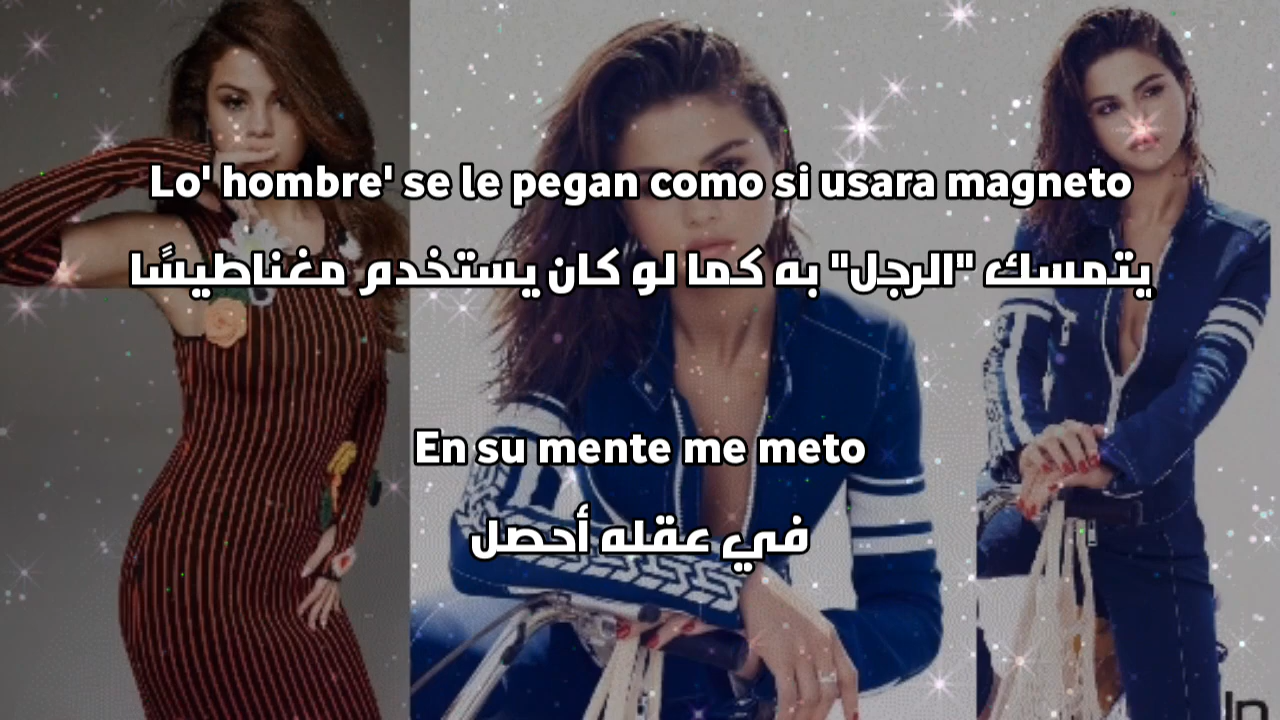 Lo' hombre' se le pegan como si usara magneto
يتمسك "الرجل" به كما لو كان يستخدم مغناطيسًا
En su mente me meto
في عقله أحصل
In